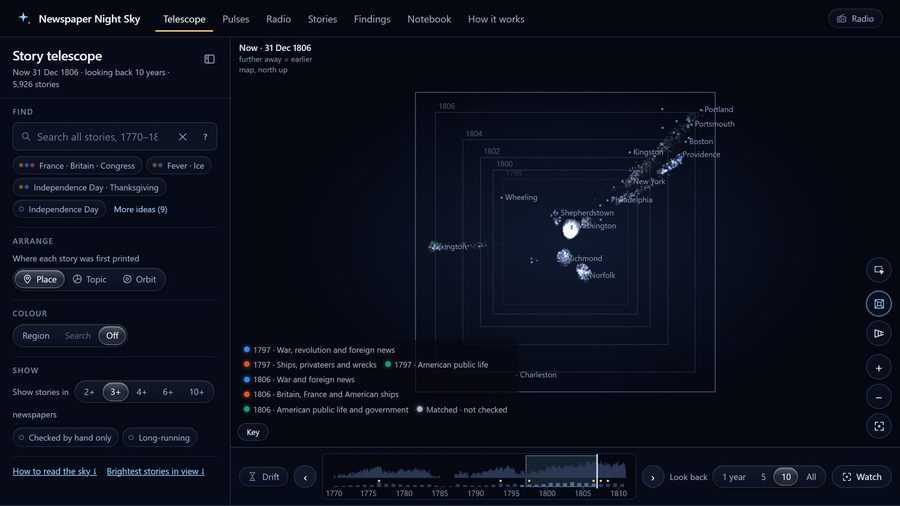 Newspaper Night Sky
Telescope
Pulses
Radio
Stories
Findings
Notebook
How it works
Radio
Story telescope
Now 31 Dec 1806 · looking back 10 years ·
5,926 stories
FIND
Search all stories, 1770–18
?
France · Britain · Congress
Fever · Ice
Independence Day · Thanksgiving
Independence Day
More ideas (9)
ARRANGE
Where each story was first printed
Place
Topic
Orbit
COLOUR
Region
Search
Off
SHOW
Show stories in
2+
3+
4+
6+
10+
newspapers
Checked by hand only
Long-running
How to read the sky ↓
Brightest stories in view ↓
Now · 31 Dec 1806
further away = earlier
map, north up
1806
1804
1802
1800
1798
Portland
Portsmouth
Boston
Providence
Kingston
New York
Philadelphia
Wheeling
Shepherdstown
Washington
Lexington
Richmond
Norfolk
Charleston
1797 · War, revolution and foreign news
1797 · Ships, privateers and wrecks
1797 · American public life
1806 · War and foreign news
1806 · Britain, France and American ships
1806 · American public life and government
Matched · not checked
Key
Drift
‹
1770
1775
1780
1785
1790
1795
1800
1805
1810
›
Look back
1 year
5
10
All
Watch